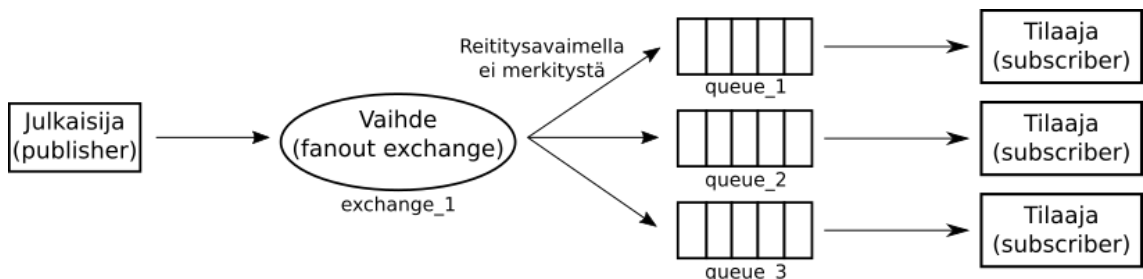 Julkaisija
(publisher)
Vaihde
(fanout exchange)
exchange_1
Reititysavaimella
ei merkitystä
queue_1
queue_2
queue_3
Tilaaja
(subscriber)
Tilaaja
(subscriber)
Tilaaja
(subscriber)